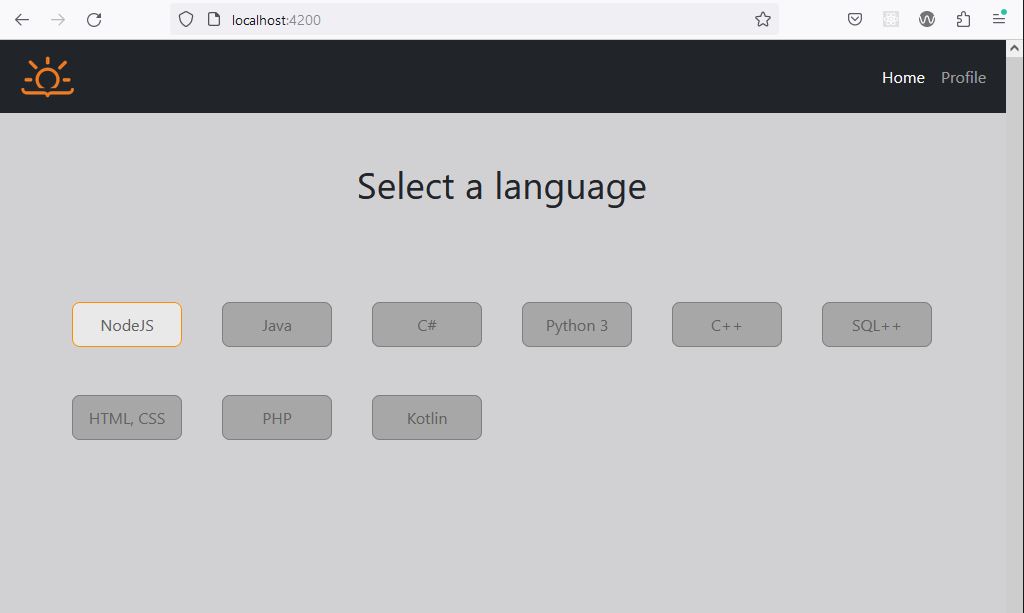 localhost:4200
Home Profile
Select a language
NodeJS Java C# Python 3 C++ SQL++
HTML, CSS PHP Kotlin